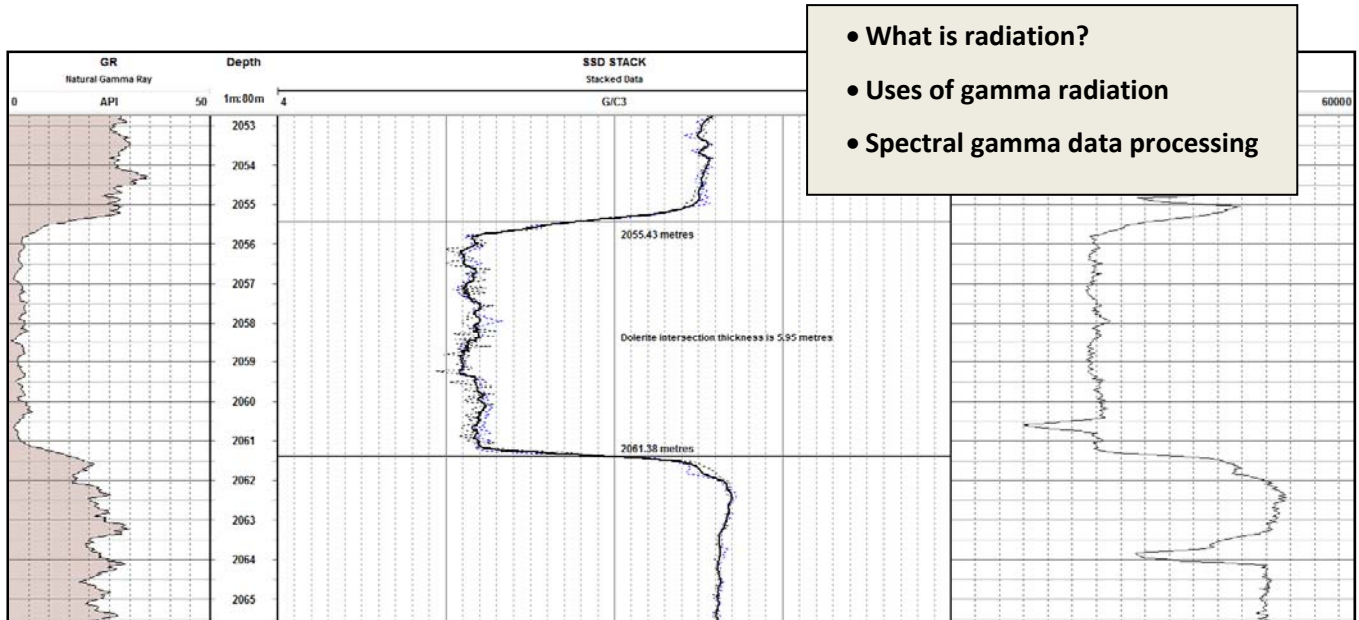 • What is radiation?
• Uses of gamma radiation
• Spectral gamma data processing
GR
Natural Gamma Ray
0 API 50
Depth
1m:80m
SSD STACK
Stacked Data
4 G/C3
60000
2053
2054
2055
2055.43 metres
2056
2057
2058
Dolerite intersection thickness is 5.95 metres
2059
2060
2061
2061.38 metres
2062
2063
2064
2065